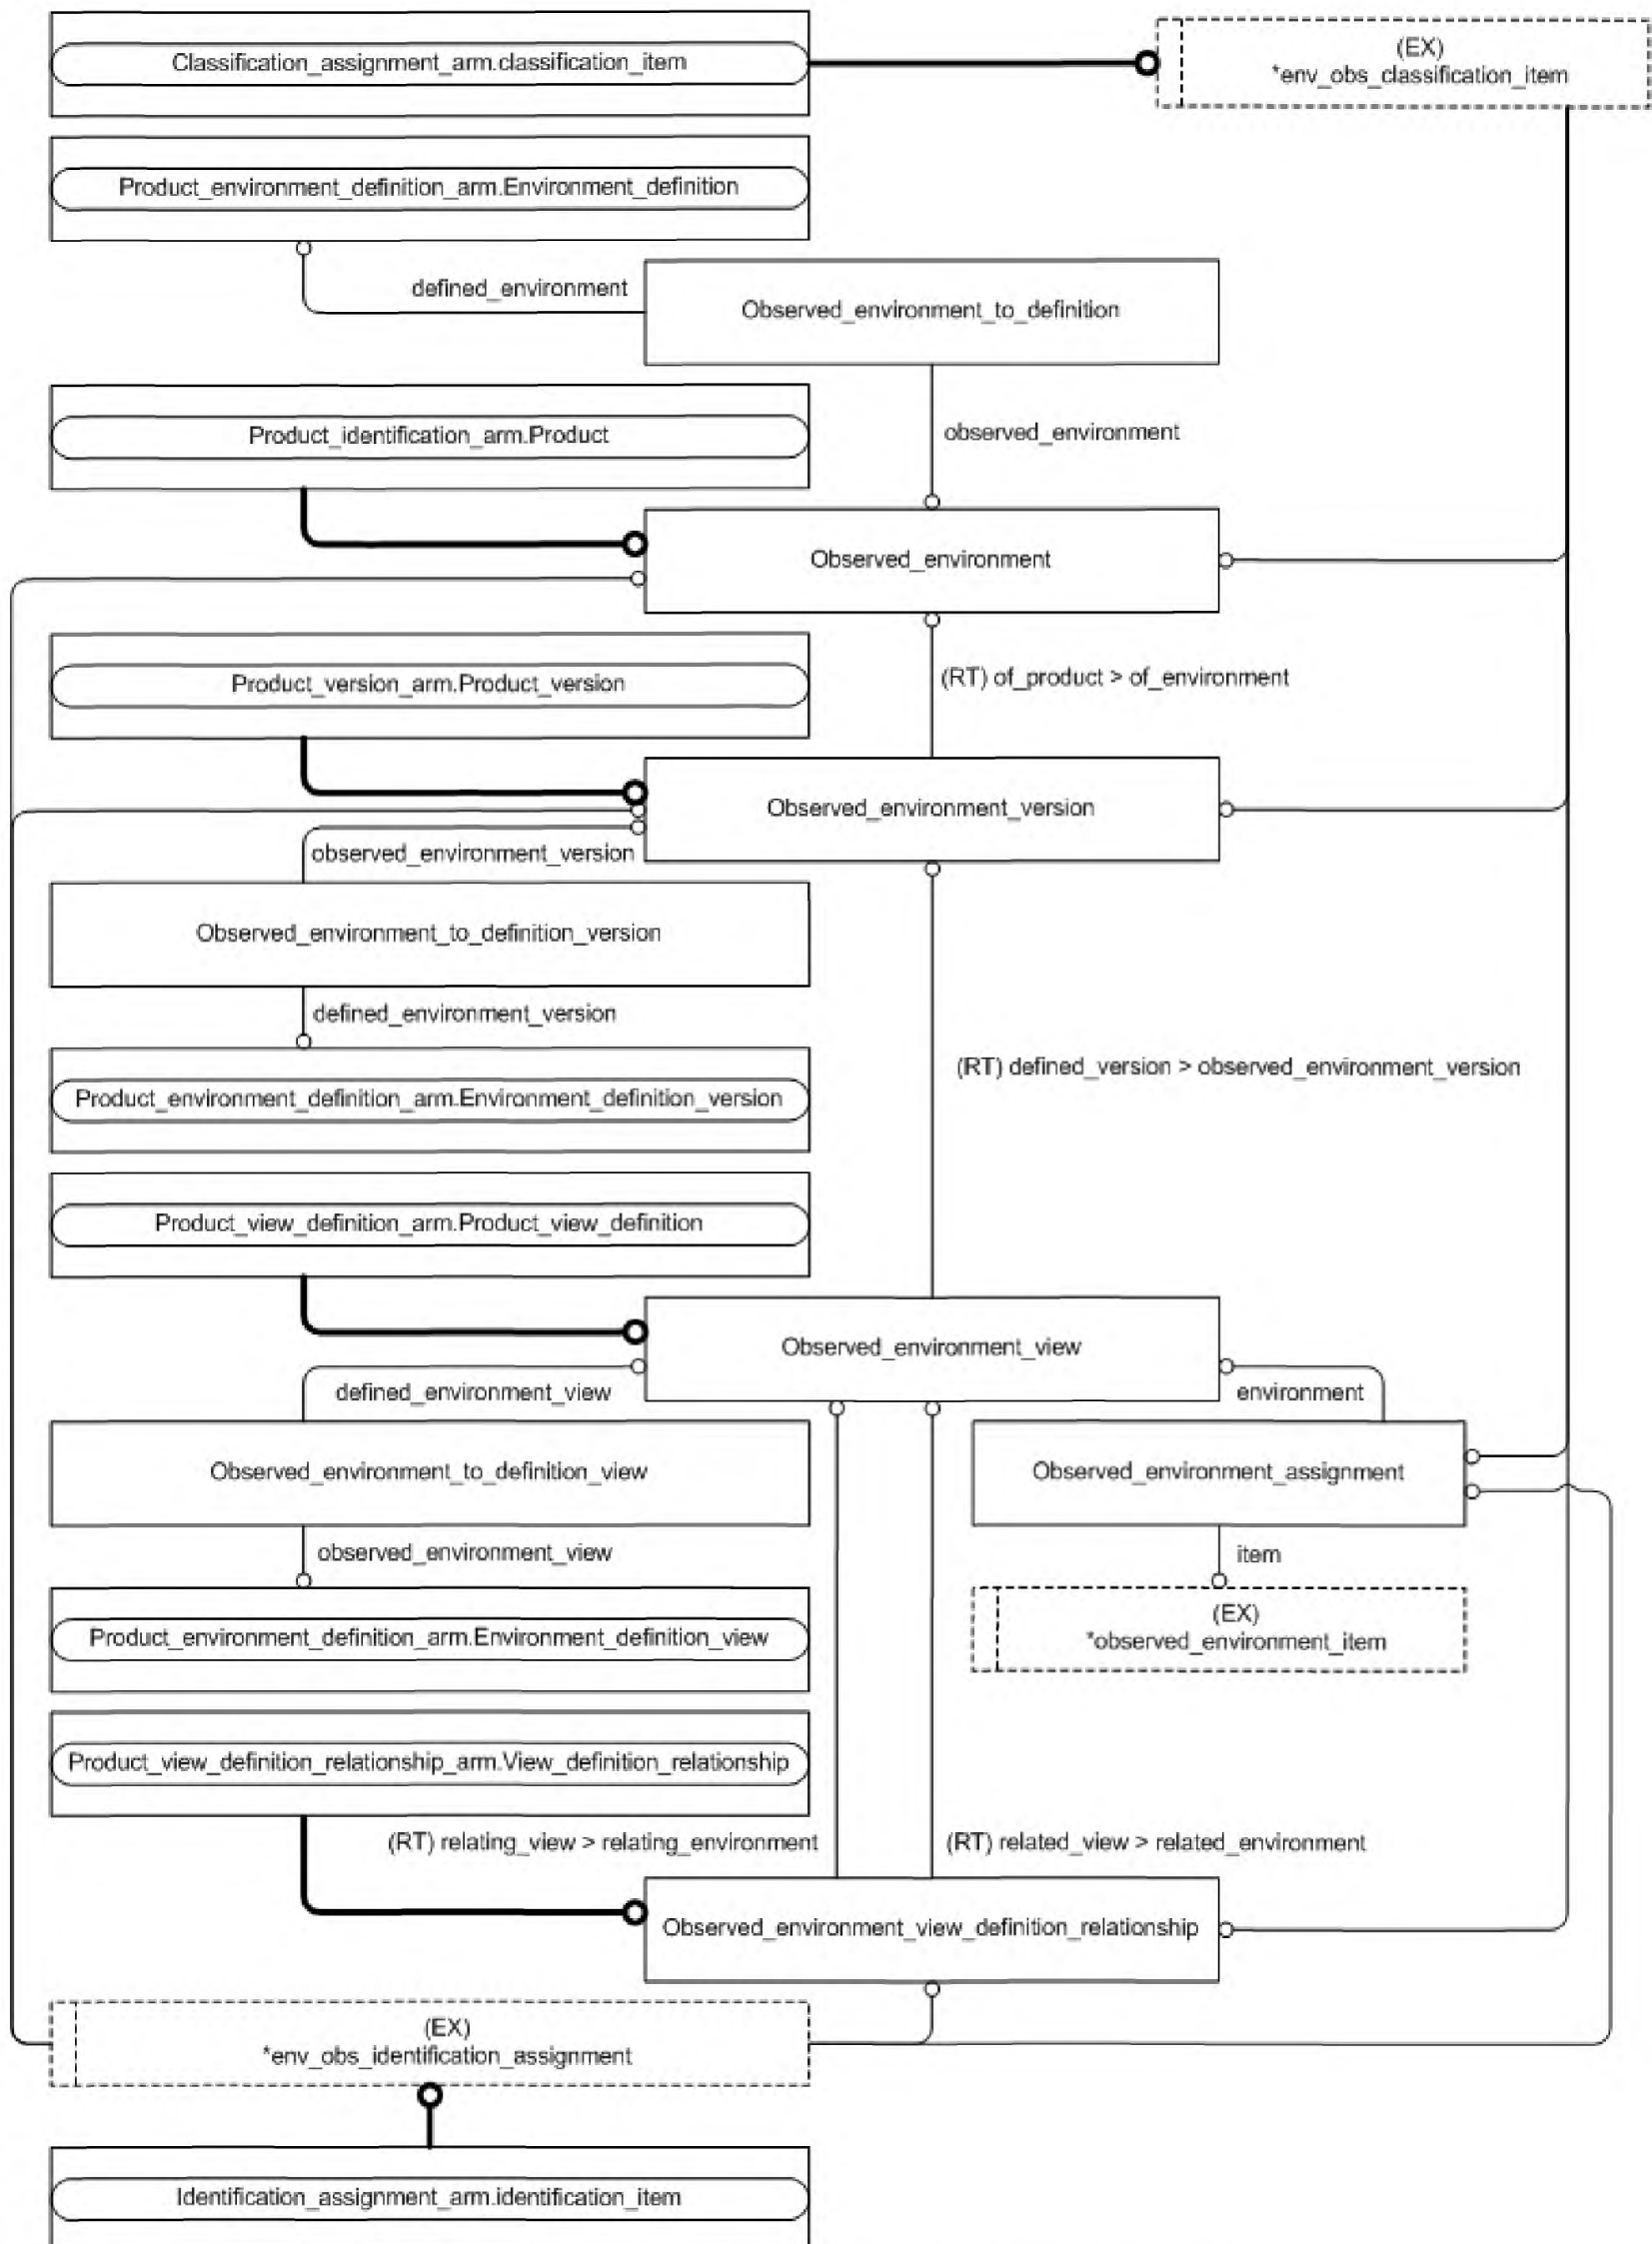 Classification_assignment_arm.classification_item
(EX)
*env_obs_classification_item
Product_environment_definition_arm.Environment_definition
defined_environment
Observed_environment_to_definition
Product_identification_arm.Product
observed_environment
Observed_environment
Product_version_arm.Product_version
(RT) of_product > of_environment
Observed_environment_version
observed_environment_version
Observed_environment_to_definition_version
defined_environment_version
(RT) defined_version > observed_environment_version
Product_environment_definition_arm.Environment_definition_version
Product_view_definition_arm.Product_view_definition
Observed_environment_view
defined_environment_view
environment
Observed_environment_to_definition_view
Observed_environment_assignment
observed_environment_view
item
(EX)
*observed_environment_item
Product_environment_definition_arm.Environment_definition_view
Product_view_definition_relationship_arm.View_definition_relationship
(RT) relating_view > relating_environment
(RT) related_view > related_environment
Observed_environment_view_definition_relationship
(EX)
*env_obs_identification_assignment
Identification_assignment_arm.identification_item